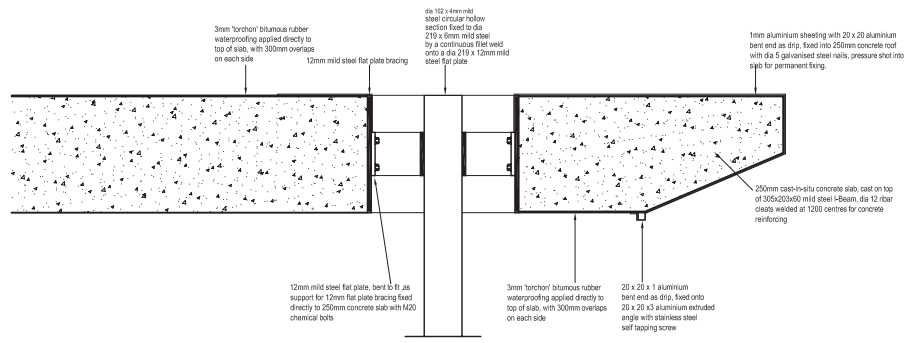 3mm 'torchon' bitumous rubber
waterproofing applied directly to
top of slab, with 300mm overlaps
on each side
12mm mild steel flat plate bracing
dia 102 x 4mm mild
steel circular hollow
section fixed to dia
219 x 6mm mild steel
by a continuous fillet weld
onto a dia 219 x 12mm mild
steel flat plate
1mm aluminium sheeting with 20 x 20 aluminium
bent end as drip, fixed into 250mm concrete roof
with dia 5 galvanised steel nails, pressure shot into
slab for permanent fixing.
250mm cast-in-situ concrete slab, cast on top
of 305x203x60 mild steel I-Beam, dia 12 ribar
cleats welded at 1200 centres for concrete
reinforcing
12mm mild steel flat plate, bent to fit ,as
support for 12mm flat plate bracing fixed
directly to 250mm concrete slab with M20
chemical bolts
3mm 'torchon' bitumous rubber
waterproofing applied directly to
top of slab, with 300mm overlaps
on each side
20 x 20 x 1 aluminium
bent end as drip, fixed onto
20 x 20 x3 aluminium extruded
angle with stainless steel
self tapping screw